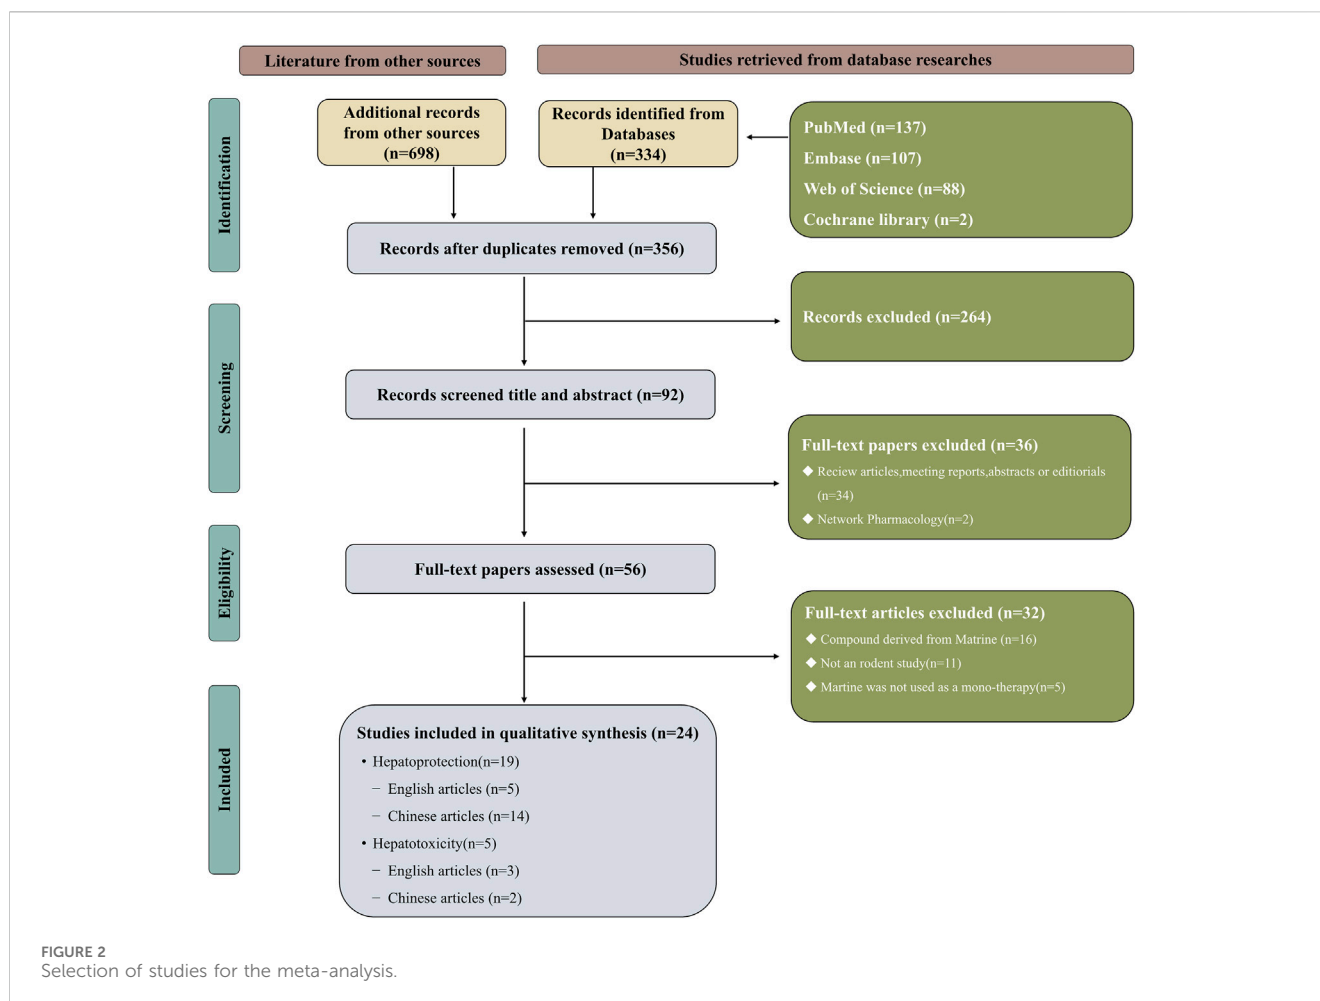 Literature from other sources
Studies retrieved from database researches
Identification
Additional records
from other sources
(n=698)
Records identified from
Databases
(n=334)
PubMed (n=137)
Embase (n=107)
Web of Science (n=88)
Cochrane library (n=2)
Records after duplicates removed (n=356)
Screening
Records excluded (n=264)
Records screened title and abstract (n=92)
Full-text papers excluded (n=36)
◆ Reciew articles,meeting reports,abstracts or editiorials
(n=34)
◆ Network Pharmacology(n=2)
Eligibility
Full-text papers assessed (n=56)
Full-text articles excluded (n=32)
◆ Compound derived from Matrine (n=16)
◆ Not an rodent study(n=11)
◆ Martine was not used as a mono-therapy(n=5)
Included
Studies included in qualitative synthesis (n=24)
• Hepatoprotection(n=19)
– English articles (n=5)
– Chinese articles (n=14)
• Hepatotoxicity(n=5)
– English articles (n=3)
– Chinese articles (n=2)
FIGURE 2
Selection of studies for the meta-analysis.